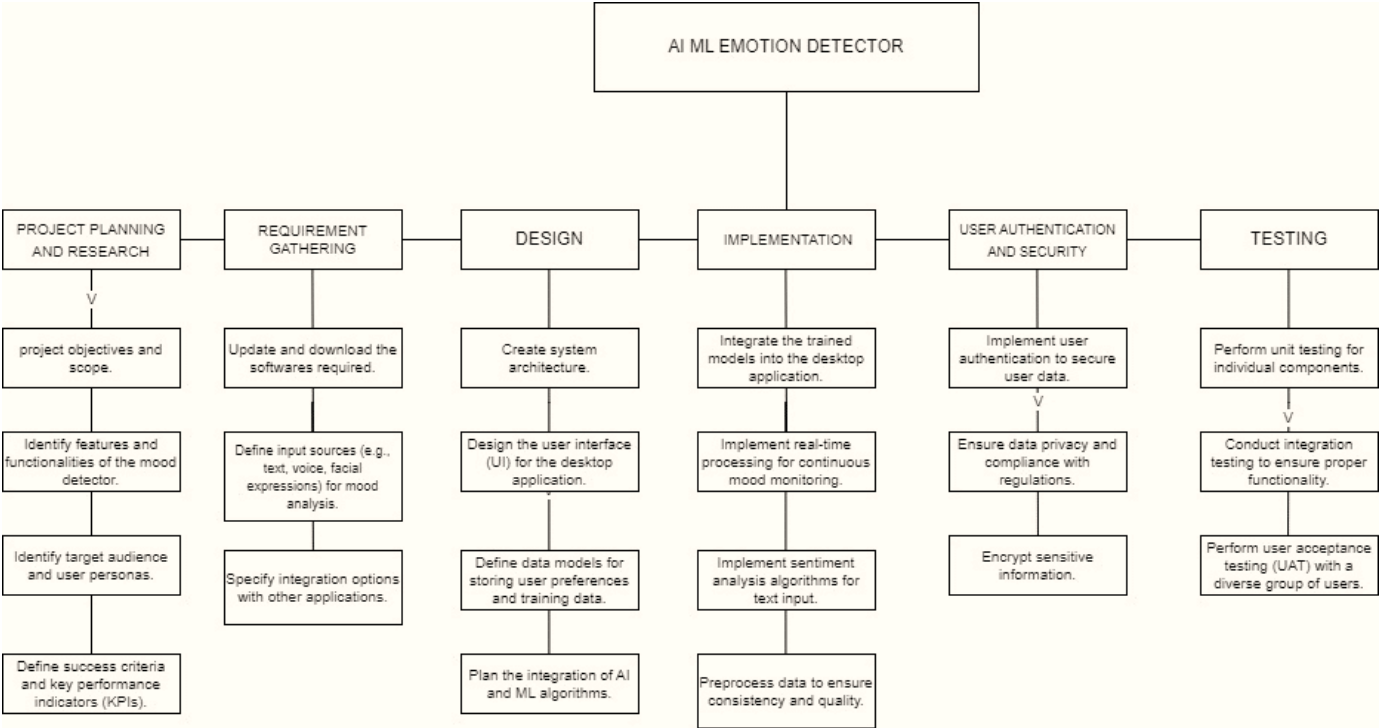 AI ML EMOTION DETECTOR
PROJECT PLANNING
AND RESEARCH
REQUIREMENT
GATHERING
DESIGN
IMPLEMENTATION
USER AUTHENTICATION
AND SECURITY
TESTING
V
project objectives and
scope.
Identify features and
functionalities of the mood
detector.
Identify target audience
and user personas.
Define success criteria
and key performance
indicators (KPIs).
Update and download the
softwares required.
Define input sources (e.g.,
text, voice, facial
expressions) for mood
analysis.
Specify integration options
with other applications.
Create system
architecture.
Design the user interface
(UI) for the desktop
application.
Define data models for
storing user preferences
and training data.
Plan the integration of AI
and ML algorithms.
Integrate the trained
models into the desktop
application.
Implement real-time
processing for continuous
mood monitoring.
Implement sentiment
analysis algorithms for
text input.
Preprocess data to ensure
consistency and quality.
Implement user
authentication to secure
user data.
V
Ensure data privacy and
compliance with
regulations.
Encrypt sensitive
information.
Perform unit testing for
individual components.
V
Conduct integration
testing to ensure proper
functionality.
Perform user acceptance
testing (UAT) with a
diverse group of users.